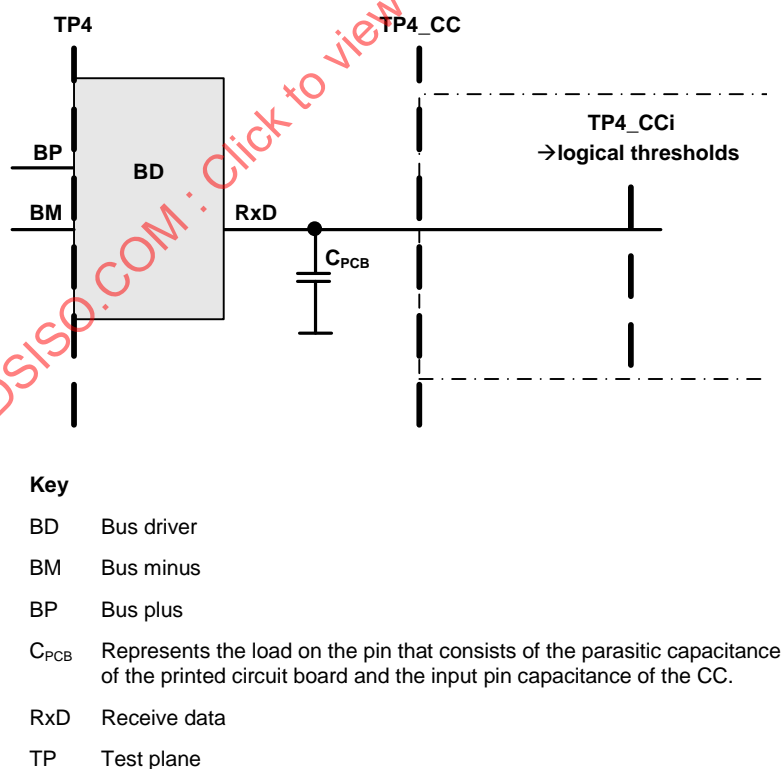 TP4
TP4_CC
TP4_CCi
→logical thresholds
BP
BD
BM
RxD
CPCB
DSISO.COM : Click to view
Key
BD Bus driver
BM Bus minus
BP Bus plus
CPCB Represents the load on the pin that consists of the parasitic capacitance
of the printed circuit board and the input pin capacitance of the CC.
RxD Receive data
TP Test plane